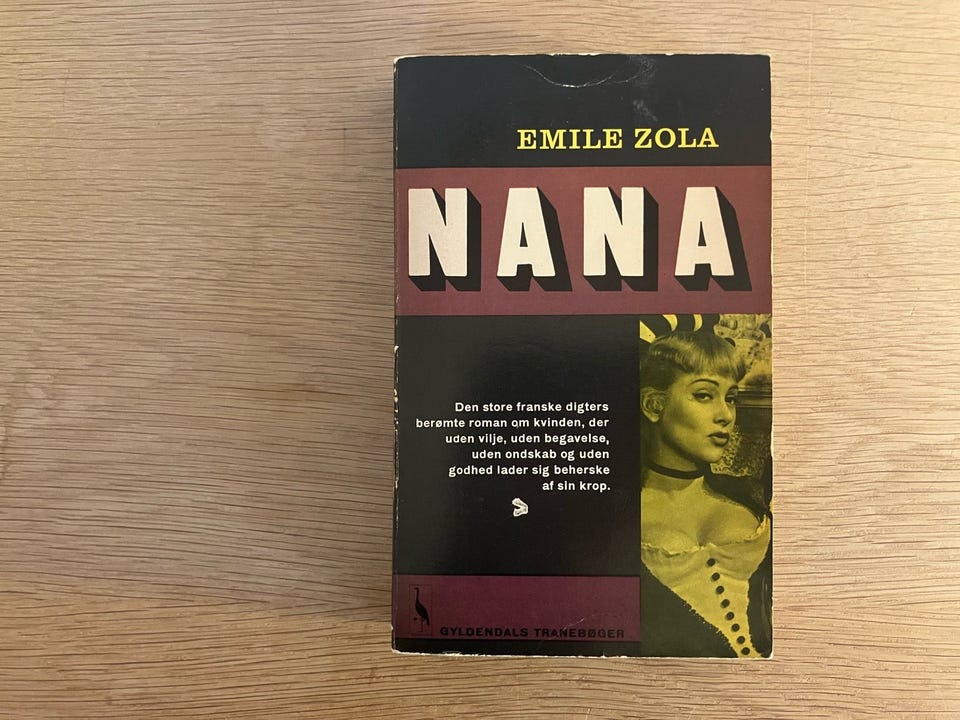 EMILE ZOLA
NANA
Den store franske digters
berømte roman om kvinden, der
uden vilje, uden begavelse,
uden ondskab og uden
godhed lader sig beherske
af sin krop.
GYLDENDALS TRANEBØGER